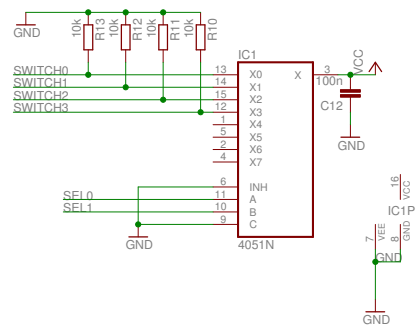 GND
10k
R13
10k
R12
10k
R11
10k
R10
IC1
VCC
SWITCH0
13
X0
X
3
SWITCH1
14
X1
100n
SWITCH2
15
X2
C12
SWITCH3
12
X3
1
X4
5
X5
2
X6
GND
4
X7
6
INH
SEL0
11
A
SEL1
10
B
9
C
GND
4051N
16
VCC
IC1P
7
VEE
8
GND
GND
GND